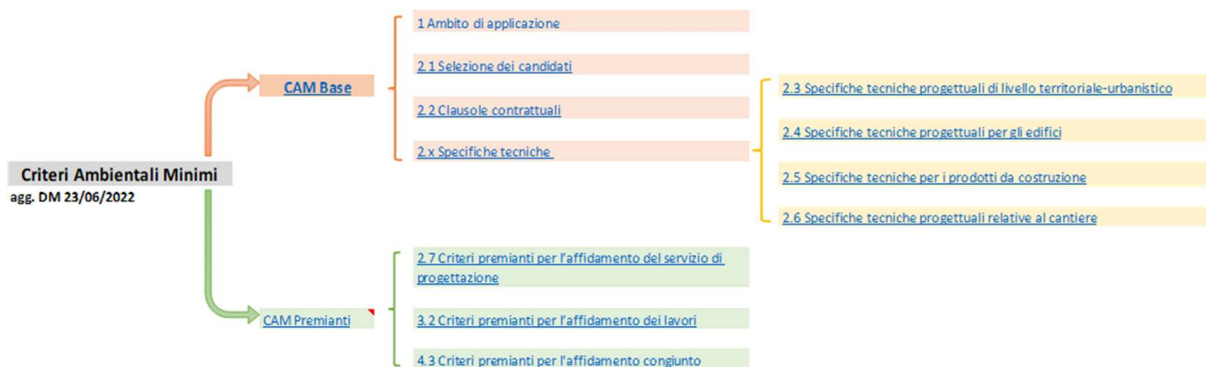 Criteri Ambientali Minimi
agg. DM 23/06/2022
CAM Base
1 Ambito di applicazione
2.1 Selezione dei candidati
2.2 Clausole contrattuali
2.x Specifiche tecniche
2.3 Specifiche tecniche progettuali di livello territoriale-urbanistico
2.4 Specifiche tecniche progettuali per gli edifici
2.5 Specifiche tecniche per i prodotti da costruzione
2.6 Specifiche tecniche progettuali relative al cantiere
CAM Premianti
2.7 Criteri premianti per l'affidamento del servizio di
progettazione
3.2 Criteri premianti per l'affidamento dei lavori
4.3 Criteri premianti per l'affidamento congiunto